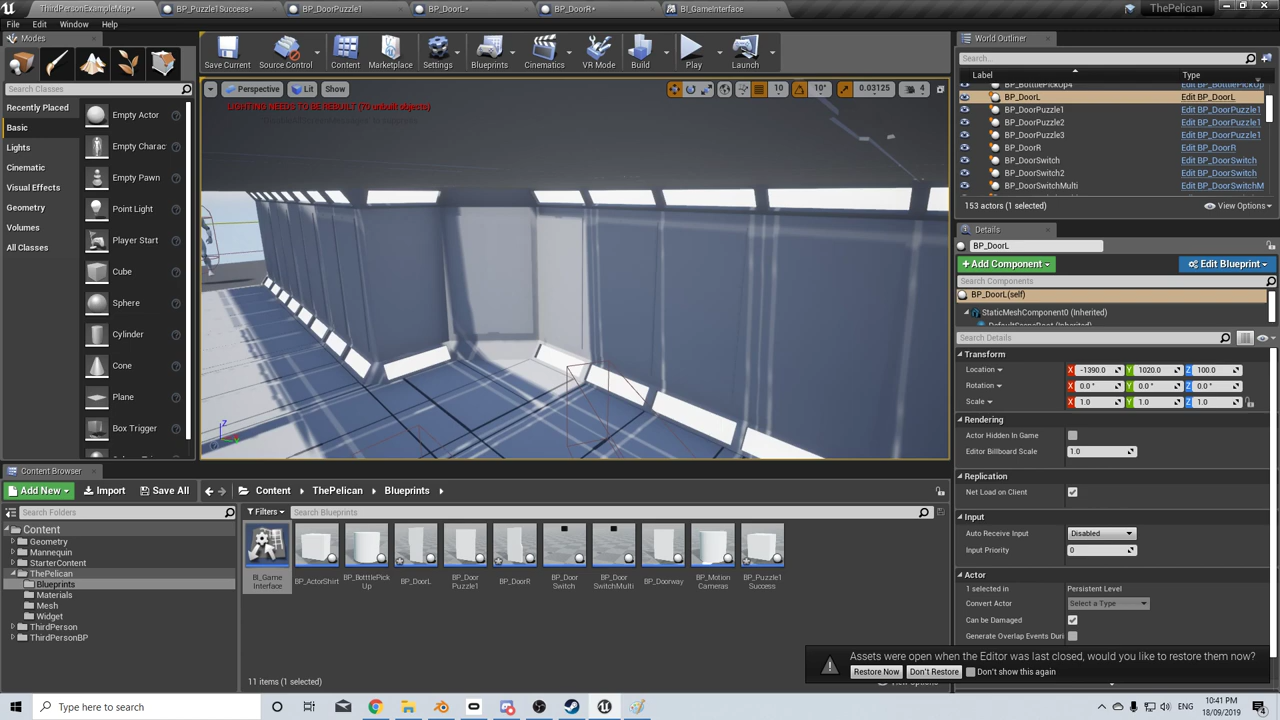 ThirdPersonExampleMap*
BP_Puzzle1Success*
BP_DoorPuzzle1
BP_DoorL*
BP_DoorR*
BI_GameInterface
ThePelican
File Edit Window Help
Modes
Search Classes
Recently Placed
Basic
Lights
Cinematic
Visual Effects
Geometry
Volumes
All Classes
Empty Actor
Empty Charac
Empty Pawn
Point Light
Player Start
Cube
Sphere
Cylinder
Cone
Plane
Box Trigger
Save Current
Source Control
Content
Marketplace
Settings
Blueprints
Cinematics
VR Mode
Build
Play
Launch
Perspective Lit Show
10 10° 0.03125 4
LIGHTING NEEDS TO BE REBUILT (70 unbuilt objects)
Z
World Outliner
Search...
Label Type
BP_BottlePickUp4 Edit BP_BottlePickUp
BP_DoorL Edit BP_DoorL
BP_DoorPuzzle1 Edit BP_DoorPuzzle1
BP_DoorPuzzle2 Edit BP_DoorPuzzle1
BP_DoorPuzzle3 Edit BP_DoorPuzzle1
BP_DoorR Edit BP_DoorR
BP_DoorSwitch Edit BP_DoorSwitch
BP_DoorSwitch2 Edit BP_DoorSwitch
BP_DoorSwitchMulti Edit BP_DoorSwitchM
153 actors (1 selected) View Options
Details
BP_DoorL
Add Component Edit Blueprint
Search Components
BP_DoorL(self)
StaticMeshComponent0 (Inherited)
DefaultSceneRoot (Inherited)
Search Details
Transform
Location X -1390.0 Y 1020.0 Z 100.0
Rotation X 0.0 ° Y 0.0 ° Z 0.0 °
Scale X 1.0 Y 1.0 Z 1.0
Rendering
Actor Hidden In Game
Editor Billboard Scale 1.0
Replication
Net Load on Client
Input
Auto Receive Input Disabled
Input Priority 0
Actor
1 selected in Persistent Level
Convert Actor Select a Type
Can be Damaged
Generate Overlap Events Duri
Content Browser
Add New Import Save All Content ThePelican Blueprints
Search Folders
Filters Search Blueprints
Content
Geometry
Mannequin
StarterContent
ThePelican
Blueprints
Materials
Mesh
Widget
ThirdPerson
ThirdPersonBP
BI_Game Interface
BP_ActorShirt
BP_BotttlePick Up
BP_DoorL
BP_Door Puzzle1
BP_DoorR
BP_Door Switch
BP_Door SwitchMulti
BP_Doorway
BP_Motion Cameras
BP_Puzzle1 Success
11 items (1 selected)
Assets were open when the Editor was last closed, would you like to restore them now?
Restore Now Don't Restore Don't show this again
Type here to search
ENG
10:41 PM
18/09/2019
4